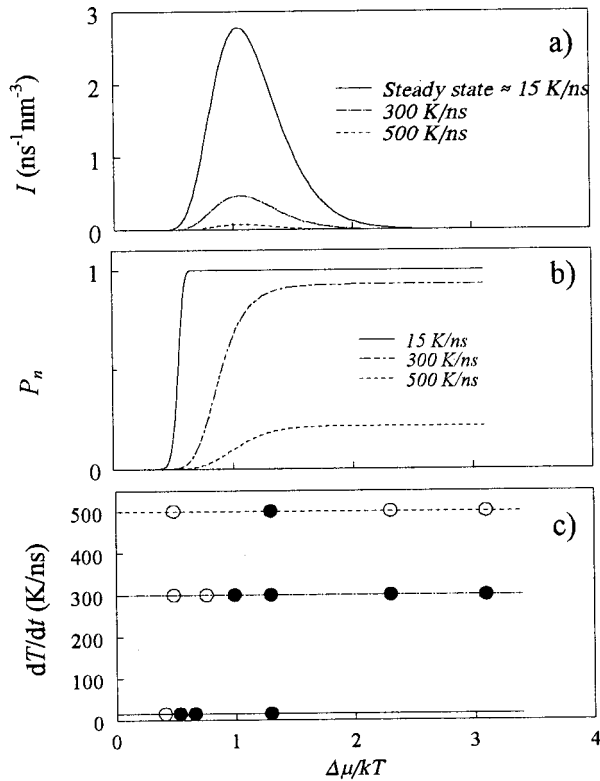 3
a)
Steady state ≈ 15 K/ns
300 K/ns
500 K/ns
2
1
0
I (ns⁻¹nm⁻³)
b)
1
15 K/ns
300 K/ns
500 K/ns
0
Pn
c)
500
400
300
200
100
0
dT/dt (K/ns)
0 1 2 3 4
Δμ/kT